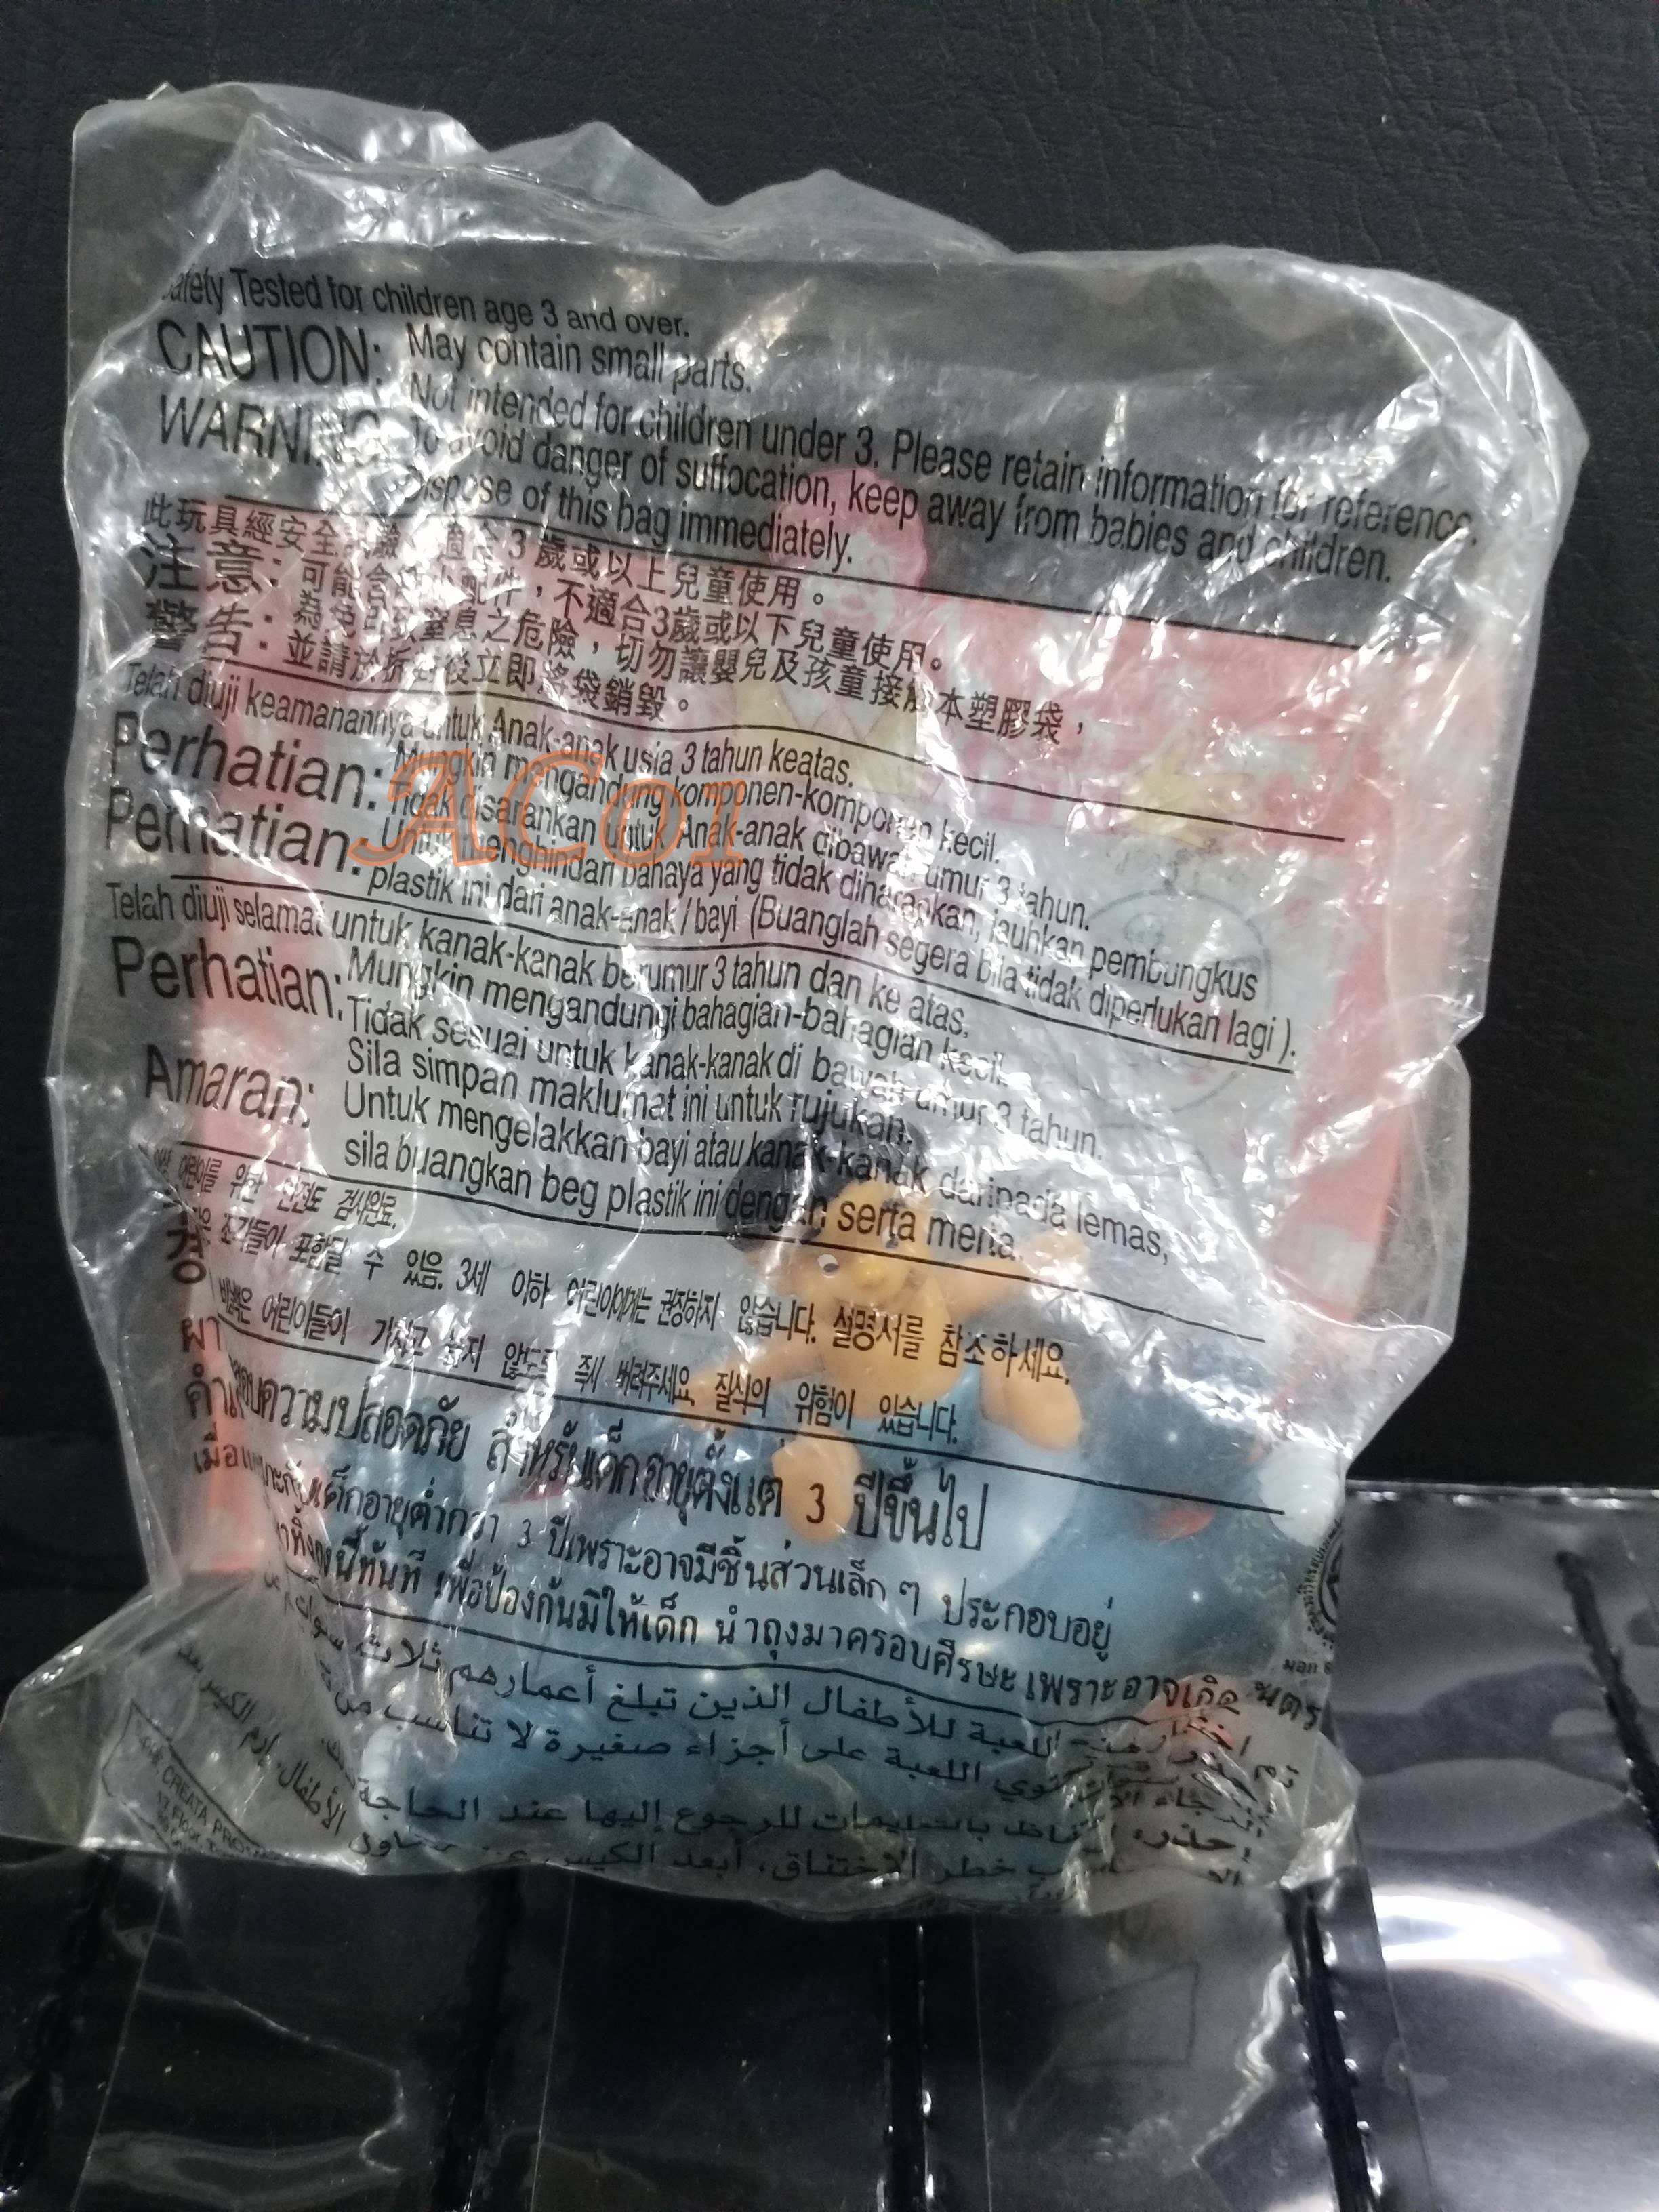 Safety Tested for children age 3 and over.
CAUTION: May contain small parts.
Not intended for children under 3. Please retain information for reference.
WARNING: To avoid danger of suffocation, keep away from babies and children.
Dispose of this bag immediately.
此玩具經安全試驗，適合3歲或以上兒童使用。
注意：可能含細小配件，不適合3歲或以下兒童使用。
警告：為免引致窒息之危險，切勿讓嬰兒及孩童接觸本塑膠袋，
並請於拆封後立即將袋銷毀。
Telah diuji keamanannya untuk Anak-anak usia 3 tahun keatas.
Perhatian: Mungkin mengandung komponen-komponen kecil.
Tidak disarankan untuk Anak-anak dibawah umur 3 tahun.
Perhatian: Untuk menghindari bahaya yang tidak diharapkan, jauhkan pembungkus
plastik ini dari anak-anak / bayi (Buanglah segera bila tidak diperlukan lagi ).
ACoI
Telah diuji selamat untuk kanak-kanak berumur 3 tahun dan ke atas,
Perhatian: Mungkin mengandungi bahagian-bahagian kecil.
Tidak sesuai untuk kanak-kanak di bawah umur 3 tahun.
Sila simpan maklumat ini untuk rujukan.
Amaran: Untuk mengelakkan bayi atau kanak-kanak daripada lemas,
sila buangkan beg plastik ini dengan serta merta.
어린이를 위한 안전도 검사완료.
조각들이 포함될 수 있음. 3세 이하 어린이에게는 권장하지 않습니다. 설명서를 참조하세요.
비닐백은 어린이들이 가지고 놀지 않도록 즉시 버려주세요. 질식의 위험이 있습니다.
ความปลอดภัย สำหรับเด็กอายุตั้งแต่ 3 ปีขึ้นไป
เด็กอายุต่ำกว่า 3 ปีเพราะอาจมีชิ้นส่วนเล็ก ๆ ประกอบอยู่
ถุงนี้ทันที เพื่อป้องกันมิให้เด็ก นำถุงมาครอบศีรษะ เพราะอาจเกิด
اللعبة للأطفال الذين تبلغ أعمارهم ثلاث
اللعبة على أجزاء صغيرة لا تناسب من
بالتعليمات للرجوع إليها عند الحاجة
خطر الاختناق، أبعد الكيس عن
الأطفال. إرم الكيس بعد
CREATA
17 Floor,